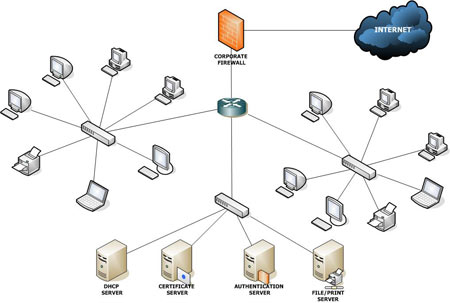 INTERNET
CORPORATE
FIREWALL
DHCP
SERVER
CERTIFICATE
SERVER
AUTHENTICATION
SERVER
FILE/PRINT
SERVER